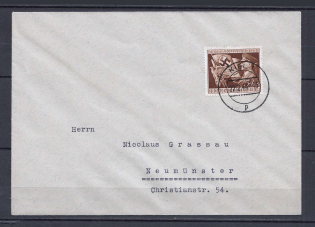 Herrn
Nicolaus Grassau
Neumünster
Christianstr. 54.
p